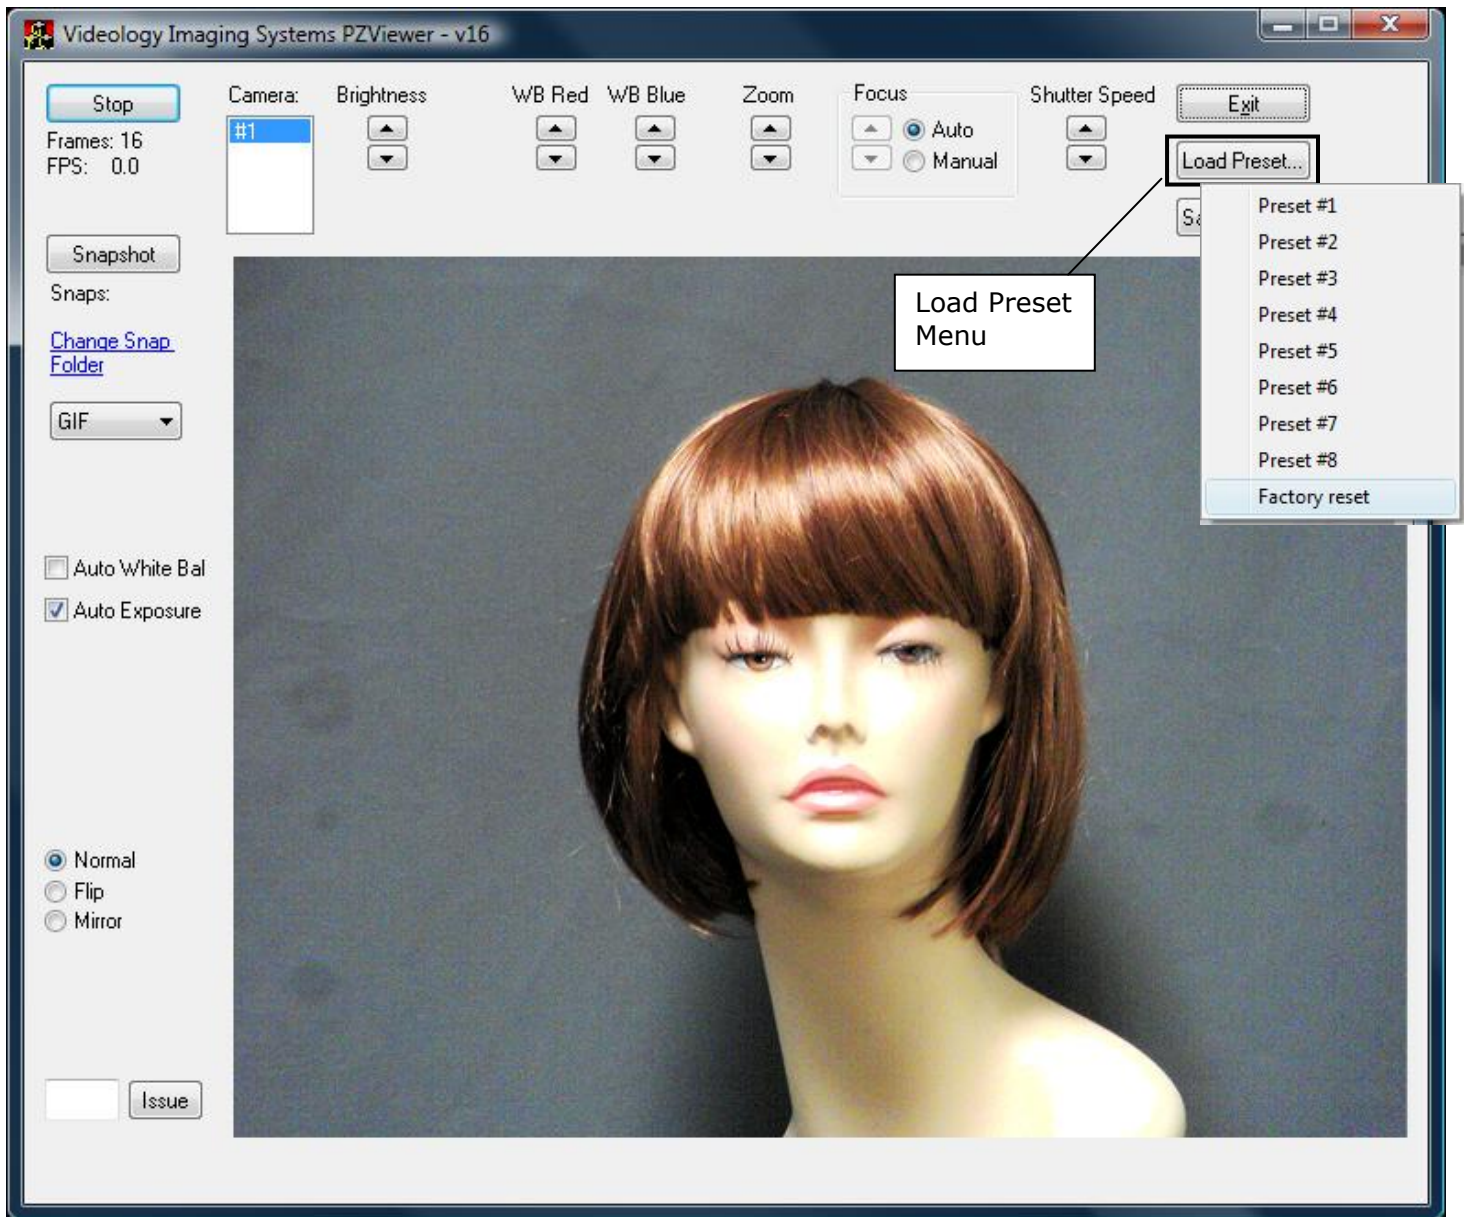 Videology Imaging Systems PZViewer - v16
Stop
Frames: 16
FPS: 0.0
Camera:
#1
Brightness
WB Red
WB Blue
Zoom
Focus
Auto
Manual
Shutter Speed
Exit
Load Preset...
Preset #1
Preset #2
Preset #3
Preset #4
Preset #5
Preset #6
Preset #7
Preset #8
Factory reset
Load Preset
Menu
Snapshot
Snaps:
Change Snap
Folder
GIF
Auto White Bal
Auto Exposure
Normal
Flip
Mirror
Issue